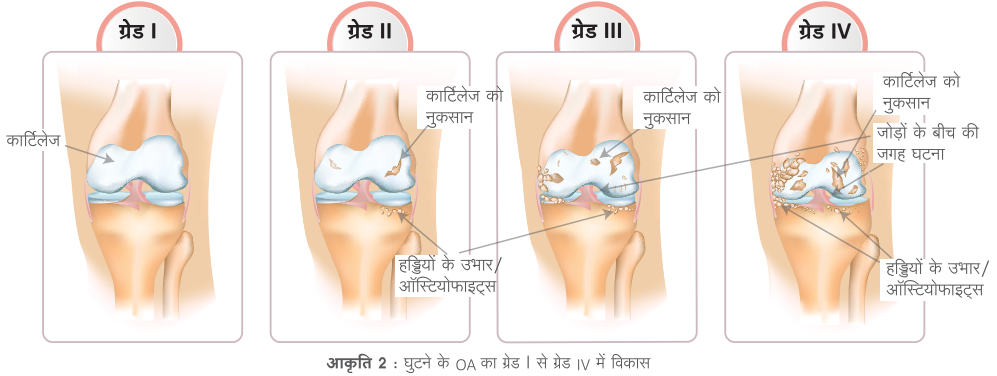 ग्रेड I
ग्रेड II
ग्रेड III
ग्रेड IV
कार्टिलेज
कार्टिलेज को
नुकसान
हड्डियों के उभार/
ऑस्टियोफाइट्स
कार्टिलेज को
नुकसान
कार्टिलेज को
नुकसान
जोड़ों के बीच की
जगह घटना
हड्डियों के उभार/
ऑस्टियोफाइट्स
आकृति 2 : घुटने के OA का ग्रेड I से ग्रेड IV में विकास